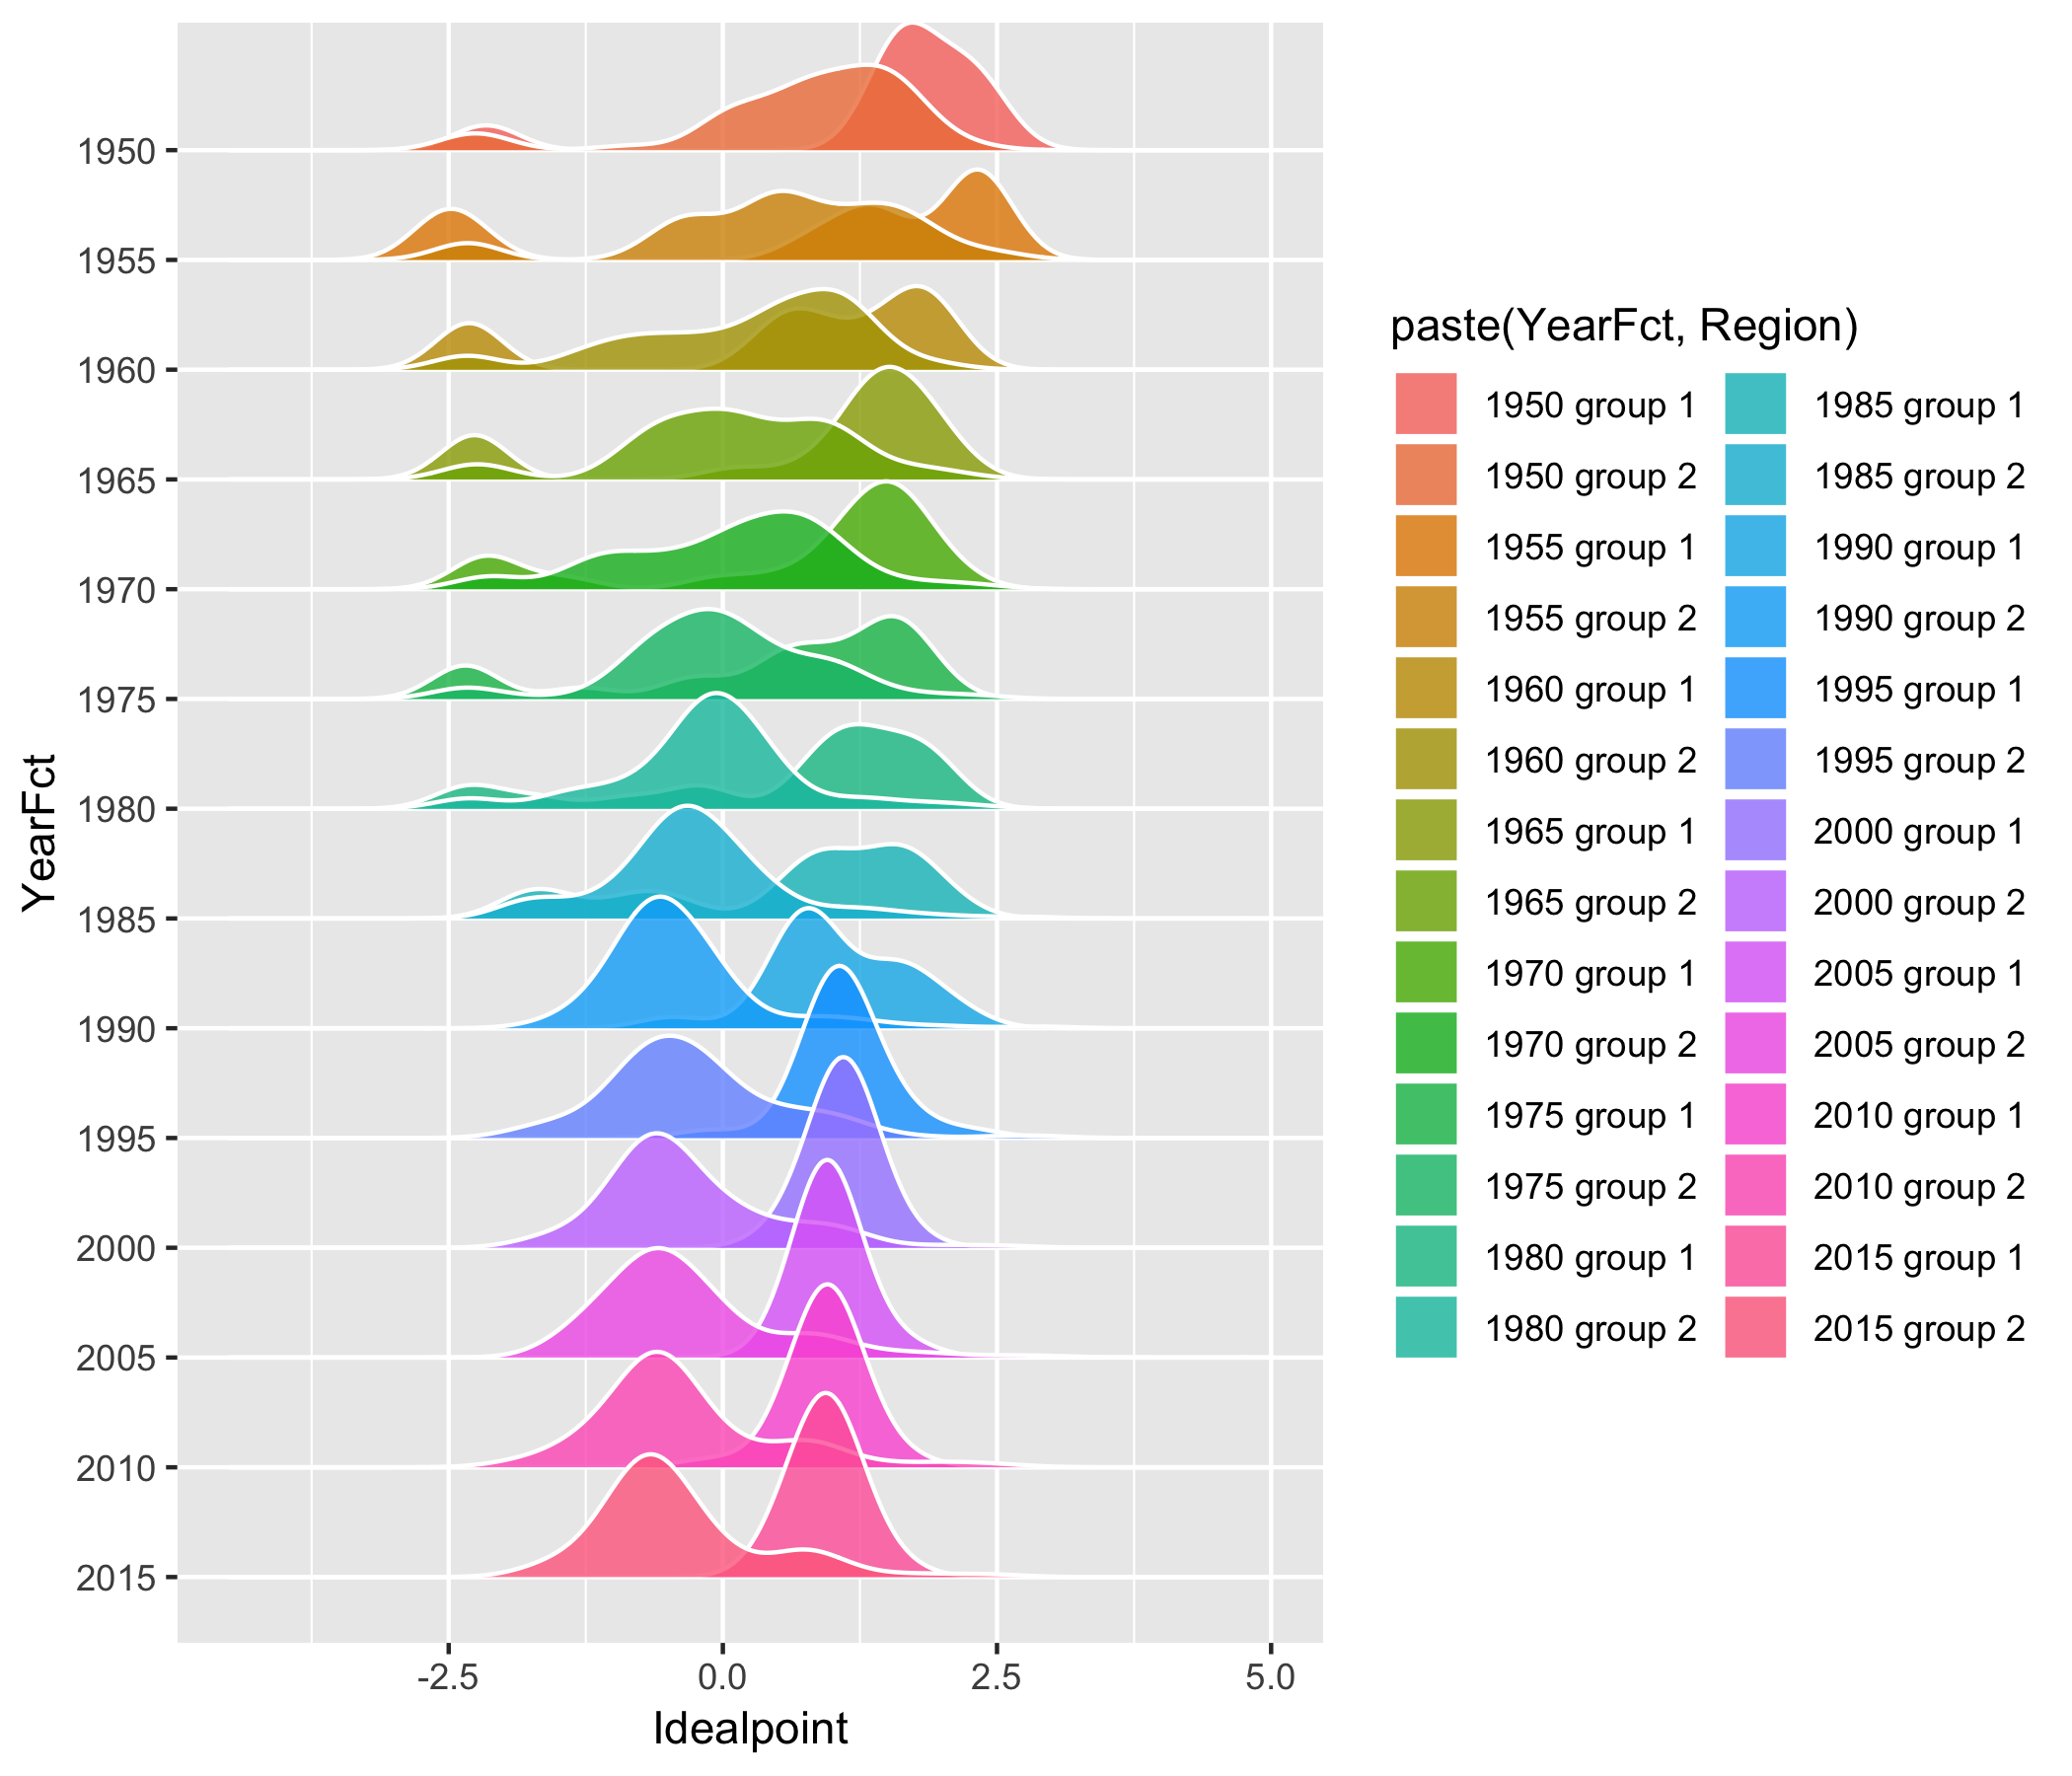 YearFct
1950
1955
1960
1965
1970
1975
1980
1985
1990
1995
2000
2005
2010
2015
-2.5
0.0
2.5
5.0
Idealpoint
paste(YearFct, Region)
1950 group 1
1950 group 2
1955 group 1
1955 group 2
1960 group 1
1960 group 2
1965 group 1
1965 group 2
1970 group 1
1970 group 2
1975 group 1
1975 group 2
1980 group 1
1980 group 2
1985 group 1
1985 group 2
1990 group 1
1990 group 2
1995 group 1
1995 group 2
2000 group 1
2000 group 2
2005 group 1
2005 group 2
2010 group 1
2010 group 2
2015 group 1
2015 group 2